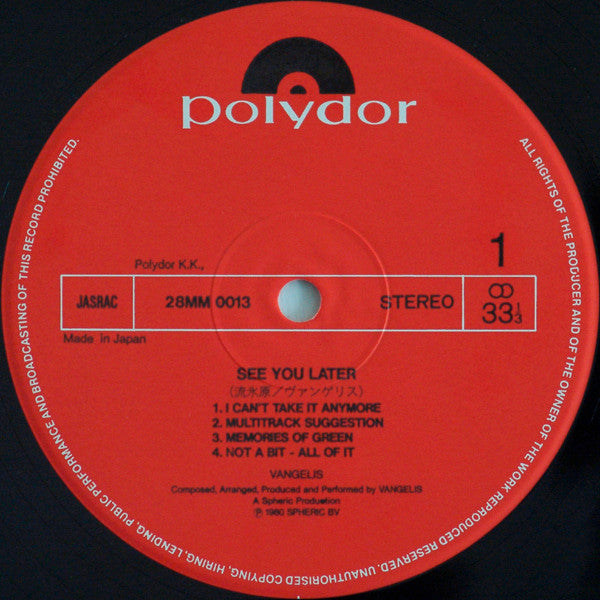 polydor
1
Polydor K.K.,
JASRAC
28MM 0013
STEREO
33 1/3
Made in Japan
SEE YOU LATER
(流氷原/ヴァンゲリス)
1. I CAN'T TAKE IT ANYMORE
2. MULTITRACK SUGGESTION
3. MEMORIES OF GREEN
4. NOT A BIT - ALL OF IT
VANGELIS
Composed, Arranged, Produced and Performed by VANGELIS
A Spheric Production
℗ 1980 SPHERIC BV
ALL RIGHTS OF THE PRODUCER AND OF THE OWNER OF THE WORK REPRODUCED RESERVED. UNAUTHORISED COPYING, HIRING, LENDING, PUBLIC PERFORMANCE AND BROADCASTING OF THIS RECORD PROHIBITED.